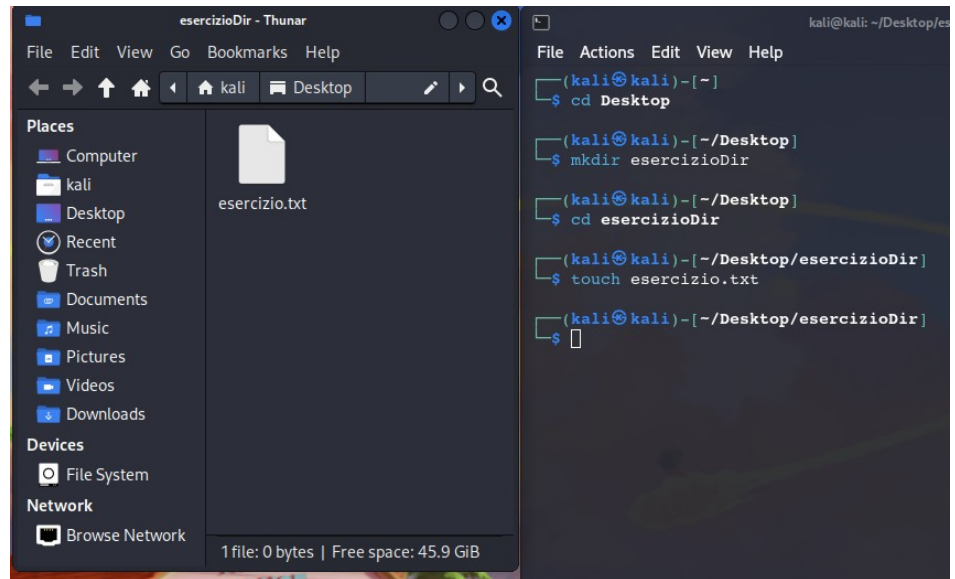 esercizioDir - Thunar
File Edit View Go Bookmarks Help
kali Desktop
Places
Computer
kali
Desktop
Recent
Trash
Documents
Music
Pictures
Videos
Downloads
Devices
File System
Network
Browse Network
esercizio.txt
1 file: 0 bytes | Free space: 45.9 GiB
kali@kali: ~/Desktop/es
File Actions Edit View Help
(kali㉿kali)-[~]
$ cd Desktop
(kali㉿kali)-[~/Desktop]
$ mkdir esercizioDir
(kali㉿kali)-[~/Desktop]
$ cd esercizioDir
(kali㉿kali)-[~/Desktop/esercizioDir]
$ touch esercizio.txt
(kali㉿kali)-[~/Desktop/esercizioDir]
$